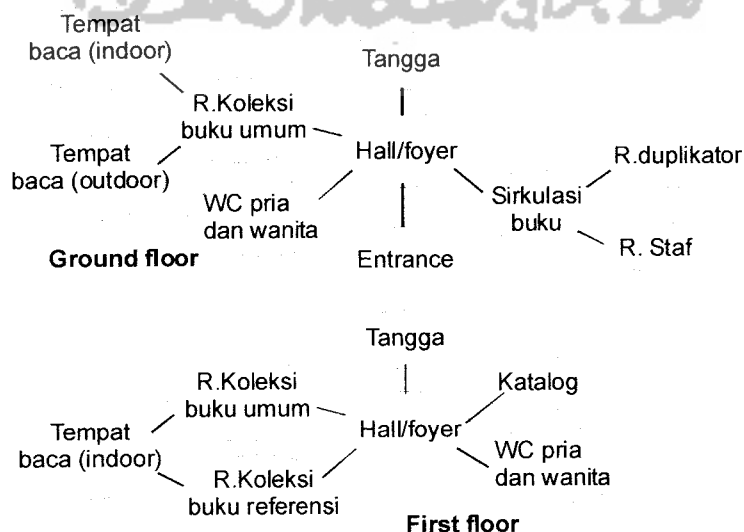 Tempat
baca (indoor)
Tangga
R.Koleksi
buku umum
Hall/foyer
R.duplikator
Tempat
baca (outdoor)
Sirkulasi
buku
WC pria
dan wanita
R. Staf
Ground floor
Entrance
Tangga
R.Koleksi
buku umum
Katalog
Hall/foyer
Tempat
baca (indoor)
WC pria
dan wanita
R.Koleksi
buku referensi
First floor